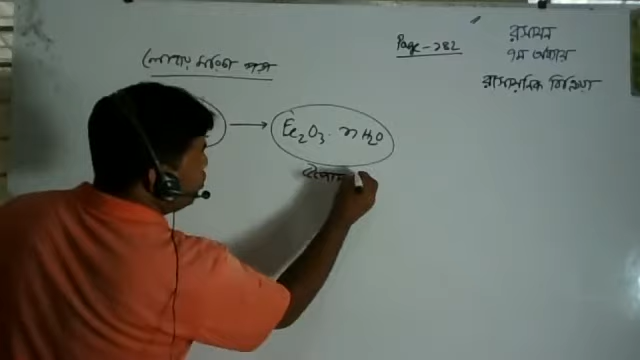 রসায়ন
৭ম অধ্যায়
Page-282
রাসায়নিক বিক্রিয়া
লোহায় মরিচা পড়া
→ Fe₂O₃·nH₂O